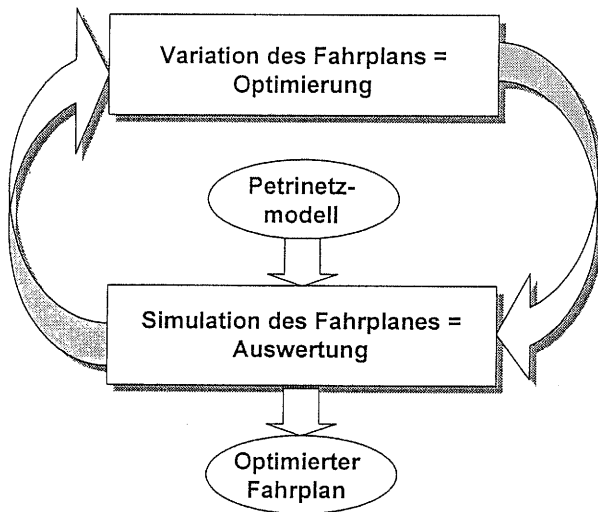 Variation des Fahrplans =
Optimierung
Petrinetz-
modell
Simulation des Fahrplanes =
Auswertung
Optimierter
Fahrplan